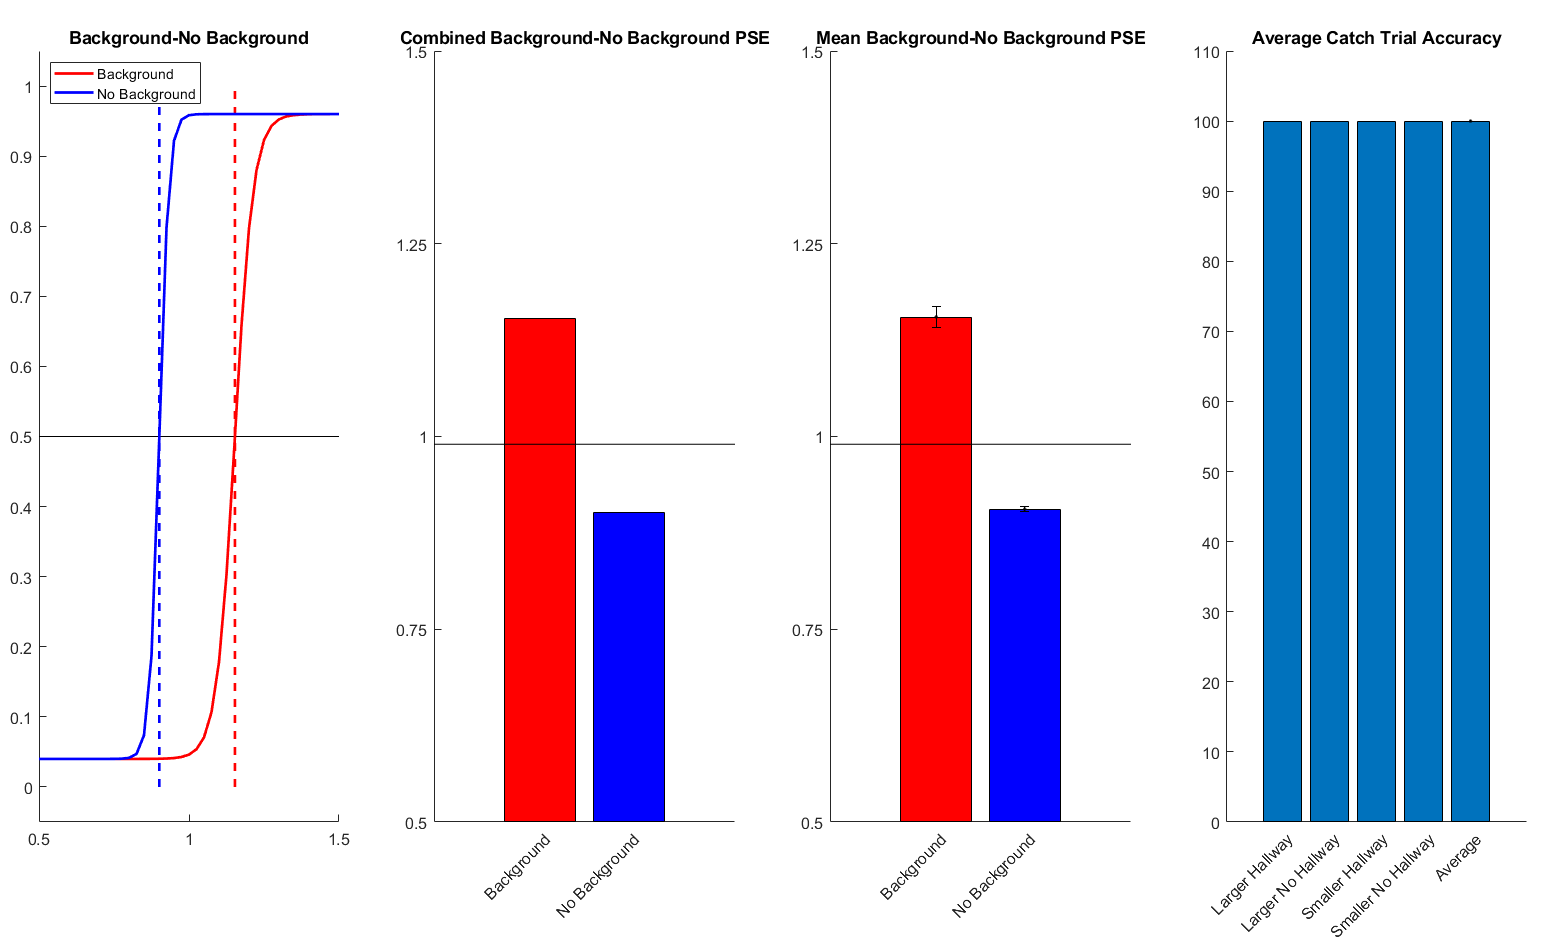 Background-No Background
Background
No Background
1
0.9
0.8
0.7
0.6
0.5
0.4
0.3
0.2
0.1
0
0.5
1
1.5
Combined Background-No Background PSE
1.5
1.25
1
0.75
0.5
Background
No Background
Mean Background-No Background PSE
1.5
1.25
1
0.75
0.5
Background
No Background
Average Catch Trial Accuracy
110
100
90
80
70
60
50
40
30
20
10
0
Larger Hallway
Larger No Hallway
Smaller Hallway
Smaller No Hallway
Average